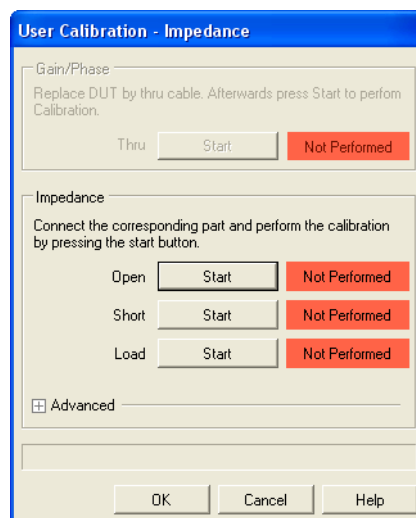 User Calibration - Impedance
Gain/Phase
Replace DUT by thru cable. Afterwards press Start to perfom
Calibration.
Thru Start Not Performed
Impedance
Connect the corresponding part and perform the calibration
by pressing the start button.
Open Start Not Performed
Short Start Not Performed
Load Start Not Performed
Advanced
OK Cancel Help